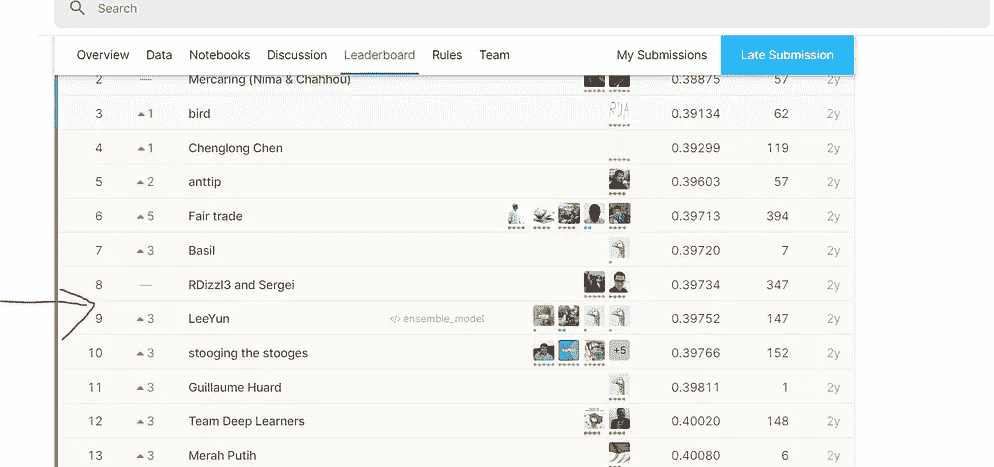 Search
Overview Data Notebooks Discussion Leaderboard Rules Team My Submissions Late Submission
2 — Mercaring (Nima & Chahhou) 0.38875 57 2y
3 ▲1 bird 0.39134 62 2y
4 ▲1 Chenglong Chen 0.39299 119 2y
5 ▲2 anttip 0.39603 57 2y
6 ▲5 Fair trade 0.39713 394 2y
7 ▲3 Basil 0.39720 7 2y
8 — RDizzl3 and Sergei 0.39734 347 2y
9 ▲3 LeeYun </> ensemble_model 0.39752 147 2y
10 ▲3 stooging the stooges +5 0.39766 152 2y
11 ▲3 Guillaume Huard 0.39811 1 2y
12 ▲3 Team Deep Learners 0.40020 148 2y
13 ▲3 Merah Putih 0.40080 6 2y